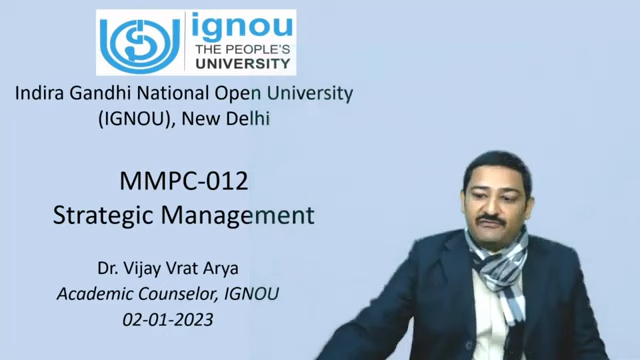 ignou
THE PEOPLE'S
UNIVERSITY
Indira Gandhi National Open University
(IGNOU), New Delhi
MMPC-012
Strategic Management
Dr. Vijay Vrat Arya
Academic Counselor, IGNOU
02-01-2023